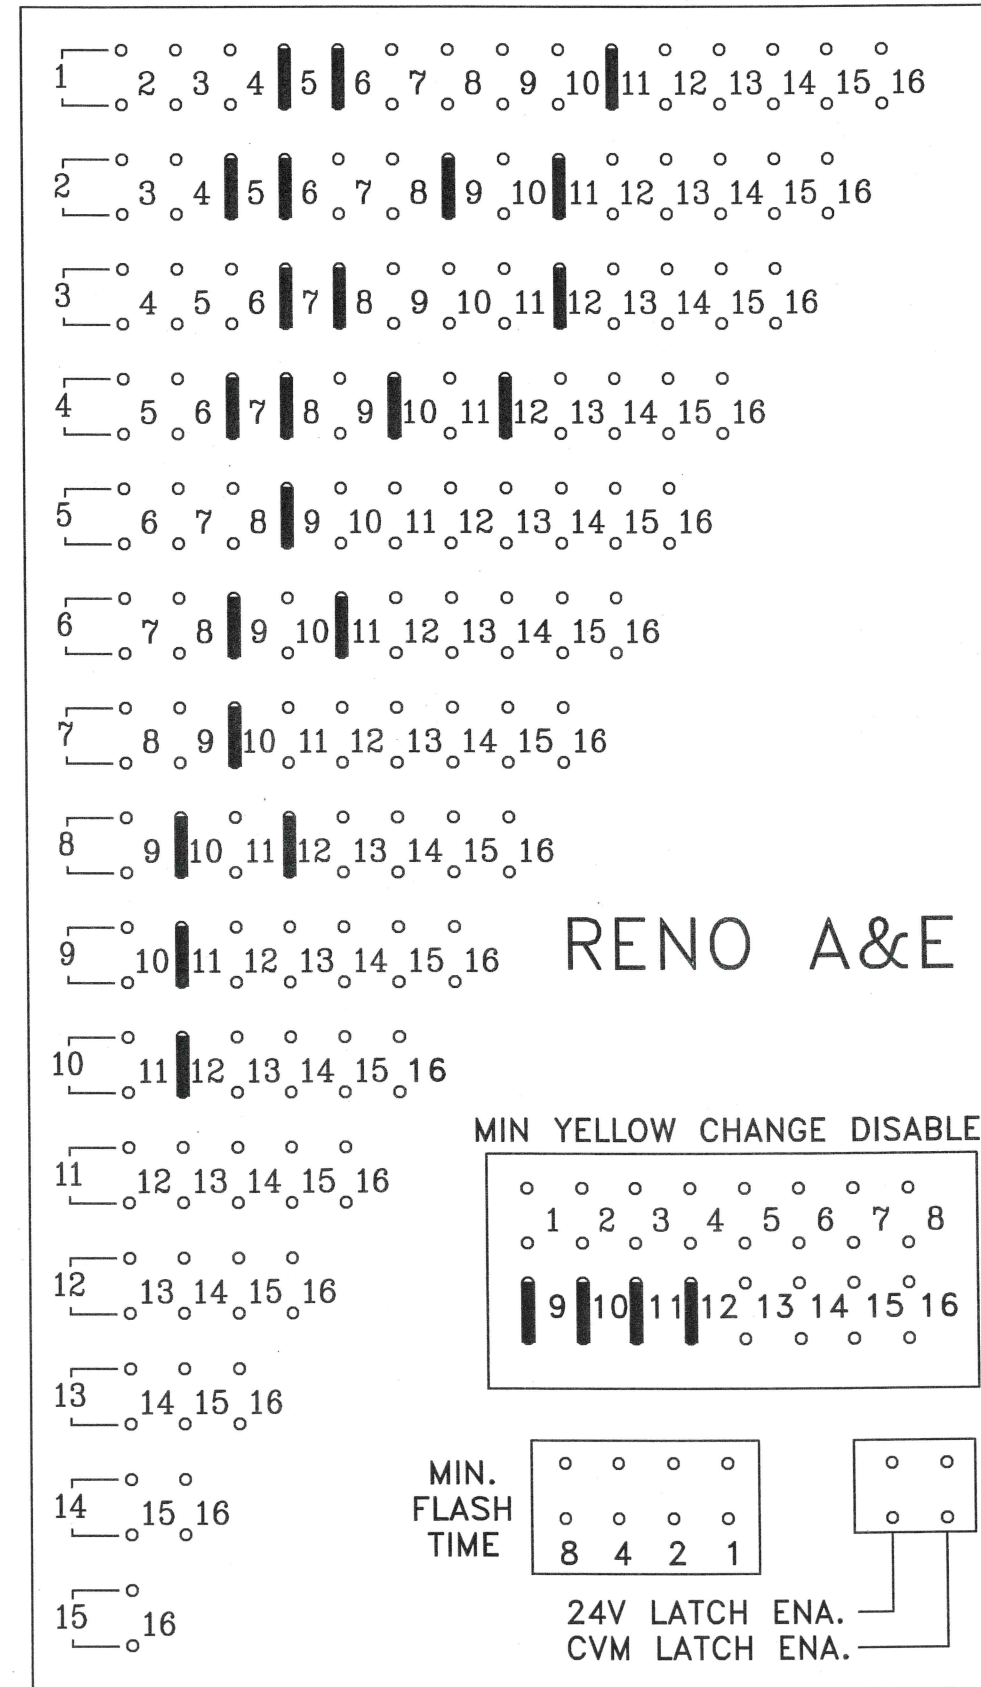 1 2 3 4 5 6 7 8 9 10 11 12 13 14 15 16
2 3 4 5 6 7 8 9 10 11 12 13 14 15 16
3 4 5 6 7 8 9 10 11 12 13 14 15 16
4 5 6 7 8 9 10 11 12 13 14 15 16
5 6 7 8 9 10 11 12 13 14 15 16
6 7 8 9 10 11 12 13 14 15 16
7 8 9 10 11 12 13 14 15 16
8 9 10 11 12 13 14 15 16
9 10 11 12 13 14 15 16
RENO A&E
10 11 12 13 14 15 16
MIN YELLOW CHANGE DISABLE
11 12 13 14 15 16
1 2 3 4 5 6 7 8
12 13 14 15 16
9 10 11 12 13 14 15 16
13 14 15 16
MIN.
FLASH
TIME
8 4 2 1
14 15 16
24V LATCH ENA.
CVM LATCH ENA.
15 16